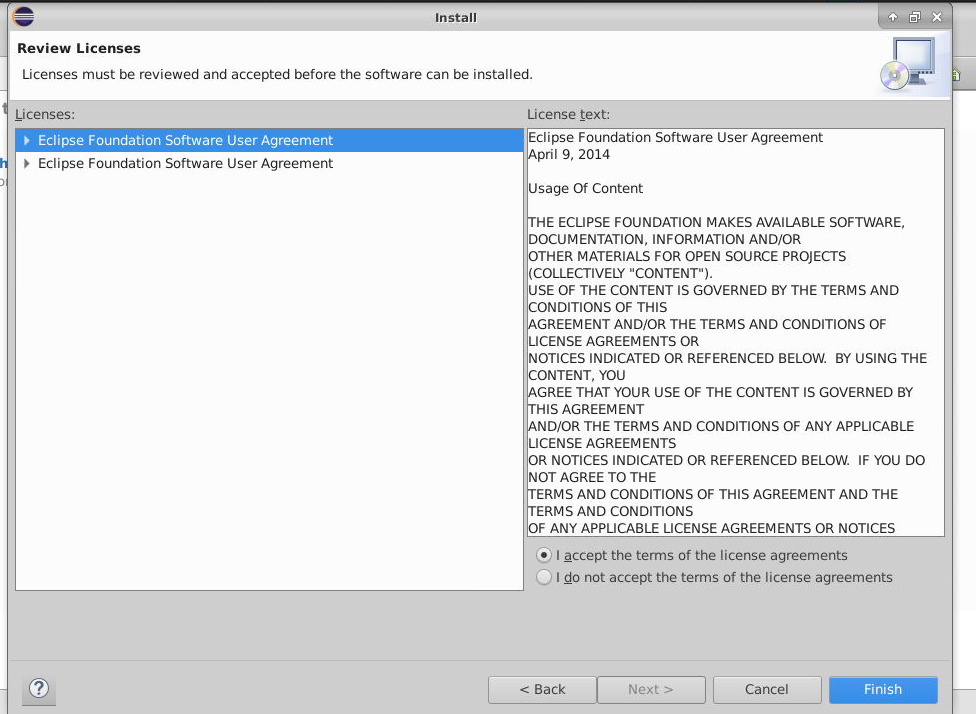 Install
Review Licenses
Licenses must be reviewed and accepted before the software can be installed.
Licenses:
Eclipse Foundation Software User Agreement
Eclipse Foundation Software User Agreement
License text:
Eclipse Foundation Software User Agreement
April 9, 2014
Usage Of Content
THE ECLIPSE FOUNDATION MAKES AVAILABLE SOFTWARE,
DOCUMENTATION, INFORMATION AND/OR
OTHER MATERIALS FOR OPEN SOURCE PROJECTS
(COLLECTIVELY "CONTENT").
USE OF THE CONTENT IS GOVERNED BY THE TERMS AND
CONDITIONS OF THIS
AGREEMENT AND/OR THE TERMS AND CONDITIONS OF
LICENSE AGREEMENTS OR
NOTICES INDICATED OR REFERENCED BELOW.  BY USING THE
CONTENT, YOU
AGREE THAT YOUR USE OF THE CONTENT IS GOVERNED BY
THIS AGREEMENT
AND/OR THE TERMS AND CONDITIONS OF ANY APPLICABLE
LICENSE AGREEMENTS
OR NOTICES INDICATED OR REFERENCED BELOW.  IF YOU DO
NOT AGREE TO THE
TERMS AND CONDITIONS OF THIS AGREEMENT AND THE
TERMS AND CONDITIONS
OF ANY APPLICABLE LICENSE AGREEMENTS OR NOTICES
I accept the terms of the license agreements
I do not accept the terms of the license agreements
?
< Back
Next >
Cancel
Finish